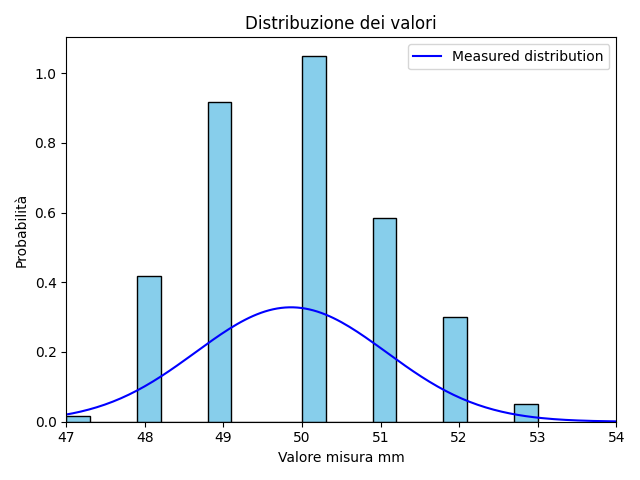 Distribuzione dei valori
Measured distribution
Probabilità
1.0
0.8
0.6
0.4
0.2
0.0
47 48 49 50 51 52 53 54
Valore misura mm